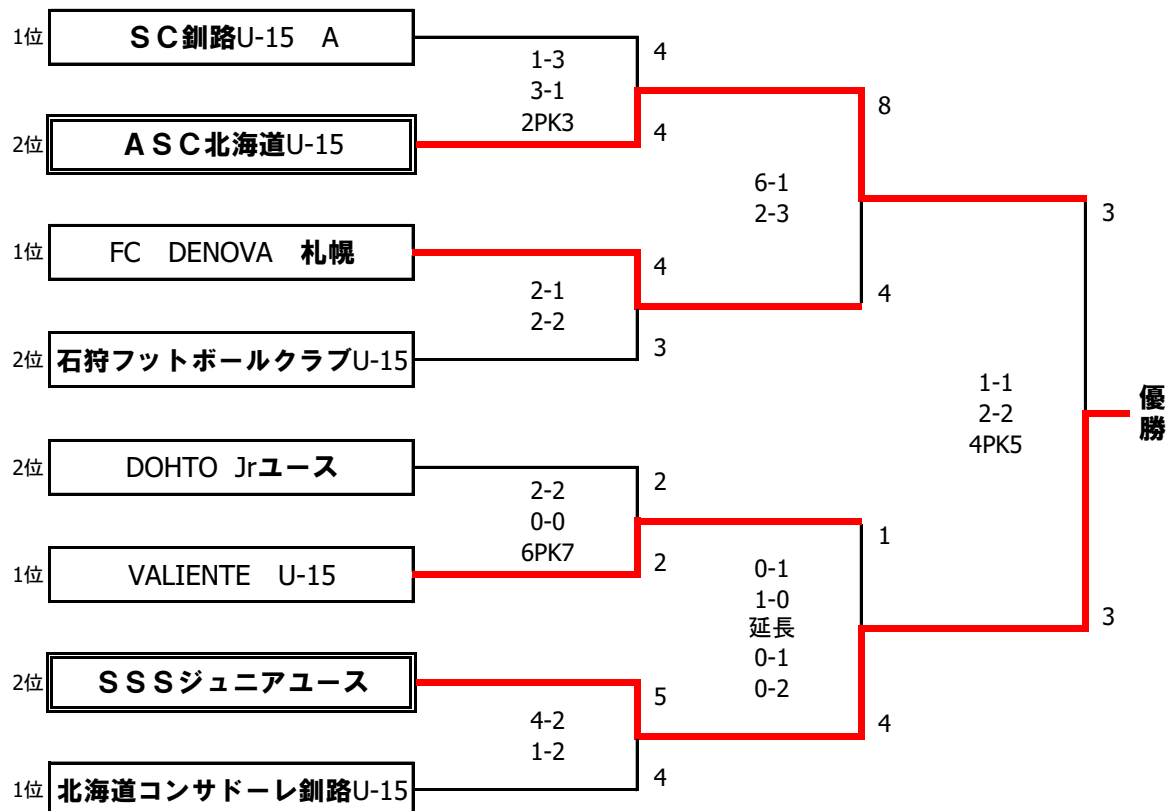 1位 ＳＣ釧路U-15　A
1-3
3-1
2PK3
4
4
2位 ＡＳＣ北海道U-15
8
6-1
2-3
4
1位 FC　DENOVA　札幌
2-1
2-2
4
3
2位 石狩フットボールクラブU-15
3
1-1
2-2
4PK5
3
優勝
2位 DOHTO Jrユース
2-2
0-0
6PK7
2
2
1位 VALIENTE　U-15
1
0-1
1-0
延長
0-1
0-2
4
2位 ＳＳＳジュニアユース
4-2
1-2
5
4
1位 北海道コンサドーレ釧路U-15